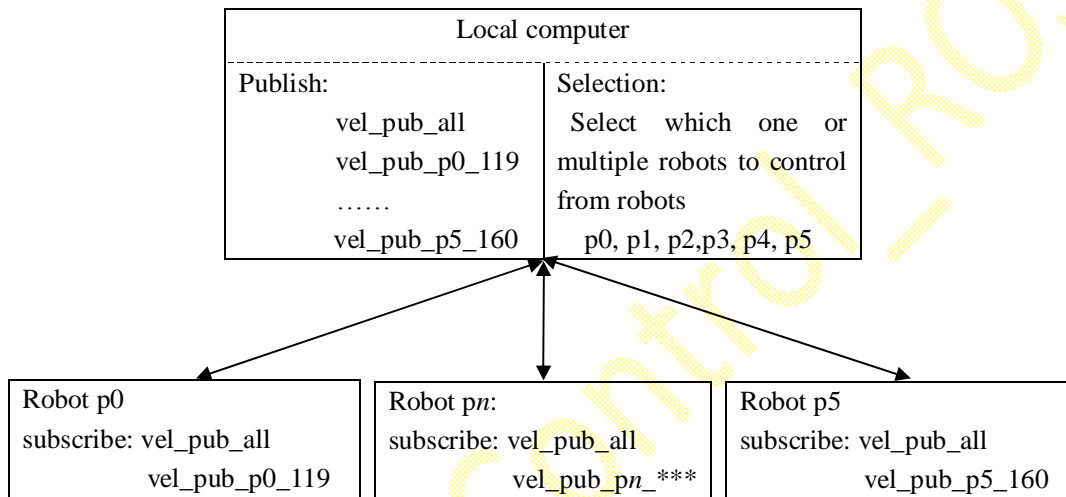 Local computer
Publish:
vel_pub_all
vel_pub_p0_119
……
vel_pub_p5_160
Selection:
Select which one or
multiple robots to control
from robots
p0, p1, p2,p3, p4, p5
Robot p0
subscribe: vel_pub_all
vel_pub_p0_119
Robot pn:
subscribe: vel_pub_all
vel_pub_pn_***
Robot p5
subscribe: vel_pub_all
vel_pub_p5_160